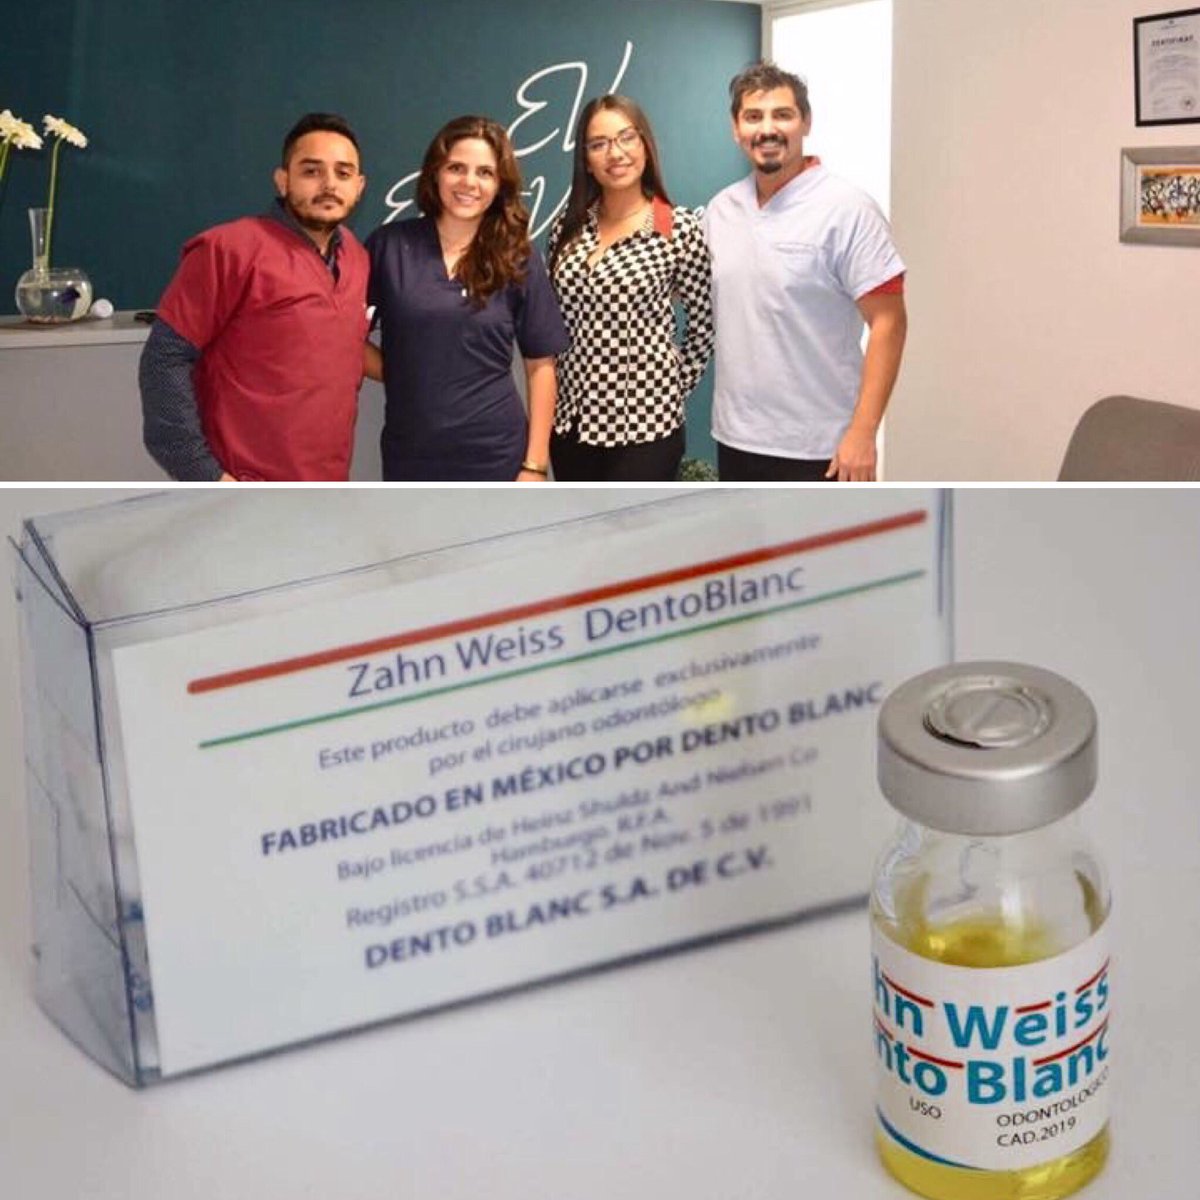 EV
CERTIFIKAT
Zahn Weiss DentoBlanc
Este producto debe aplicarse exclusivamente
por el cirujano odontólogo
FABRICADO EN MÉXICO POR DENTO BLANC
Bajo licencia de Heinz Shuldz And Nielsen Co
Hamburgo, R.F.A.
Registro S.S.A. 40712 de Nov. 5 de 1991
DENTO BLANC S.A. DE C.V.
hn Weiss
nto Blanc
USO ODONTOLOGICO
CAD.2019